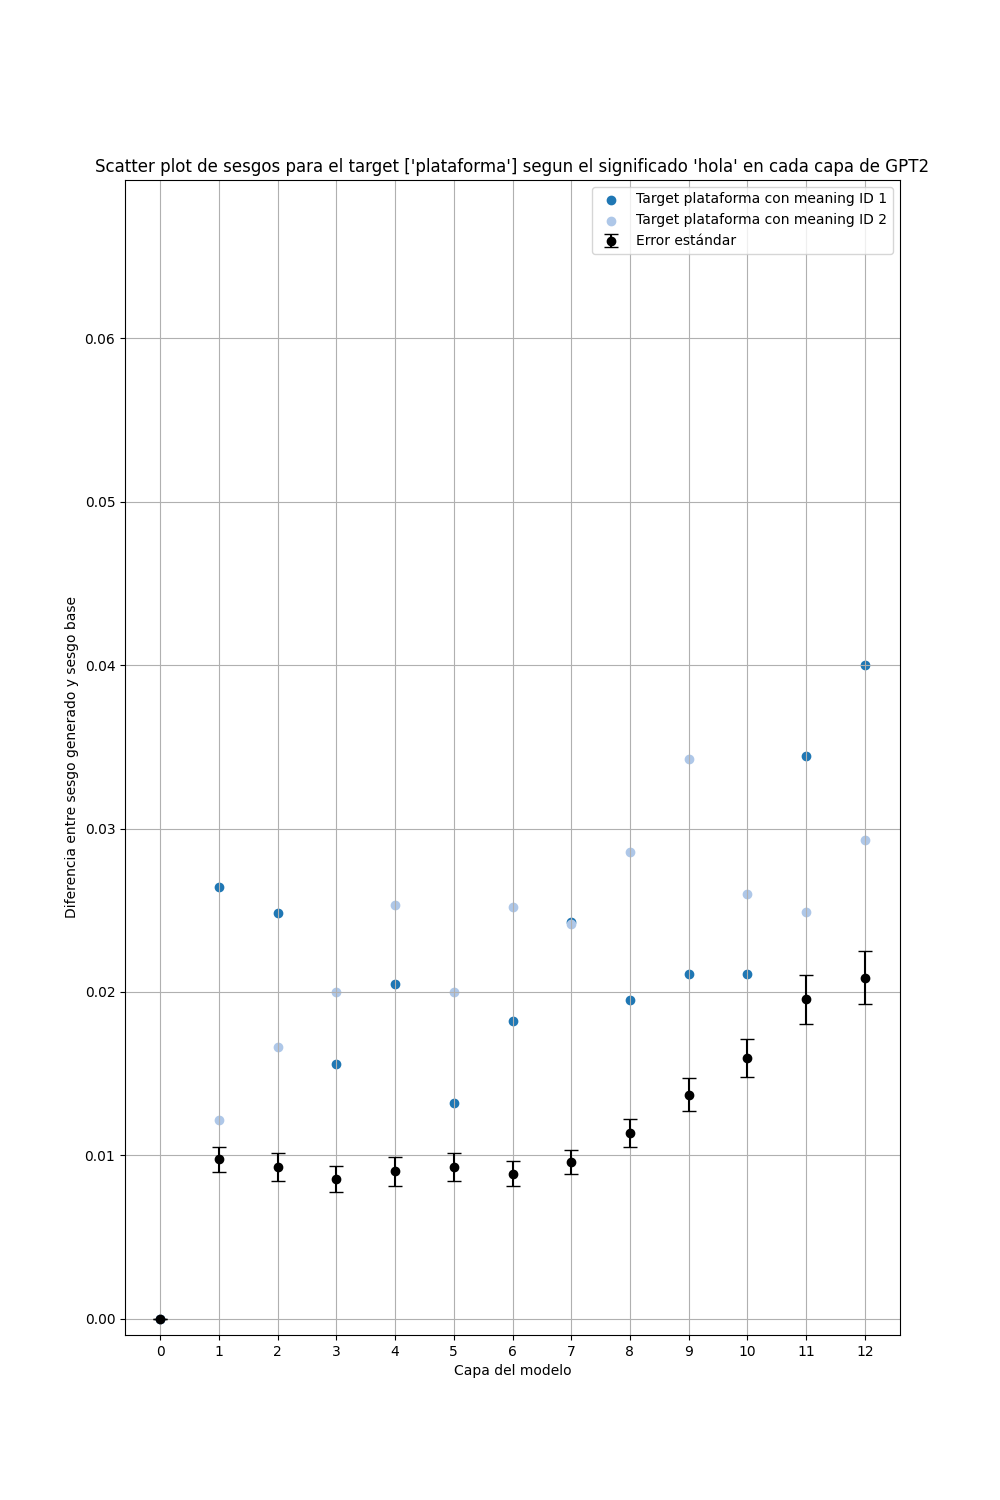 Scatter plot de sesgos para el target ['plataforma'] segun el significado 'hola' en cada capa de GPT2
Target plataforma con meaning ID 1
Target plataforma con meaning ID 2
Error estándar
Diferencia entre sesgo generado y sesgo base
0.06
0.05
0.04
0.03
0.02
0.01
0.00
0 1 2 3 4 5 6 7 8 9 10 11 12
Capa del modelo